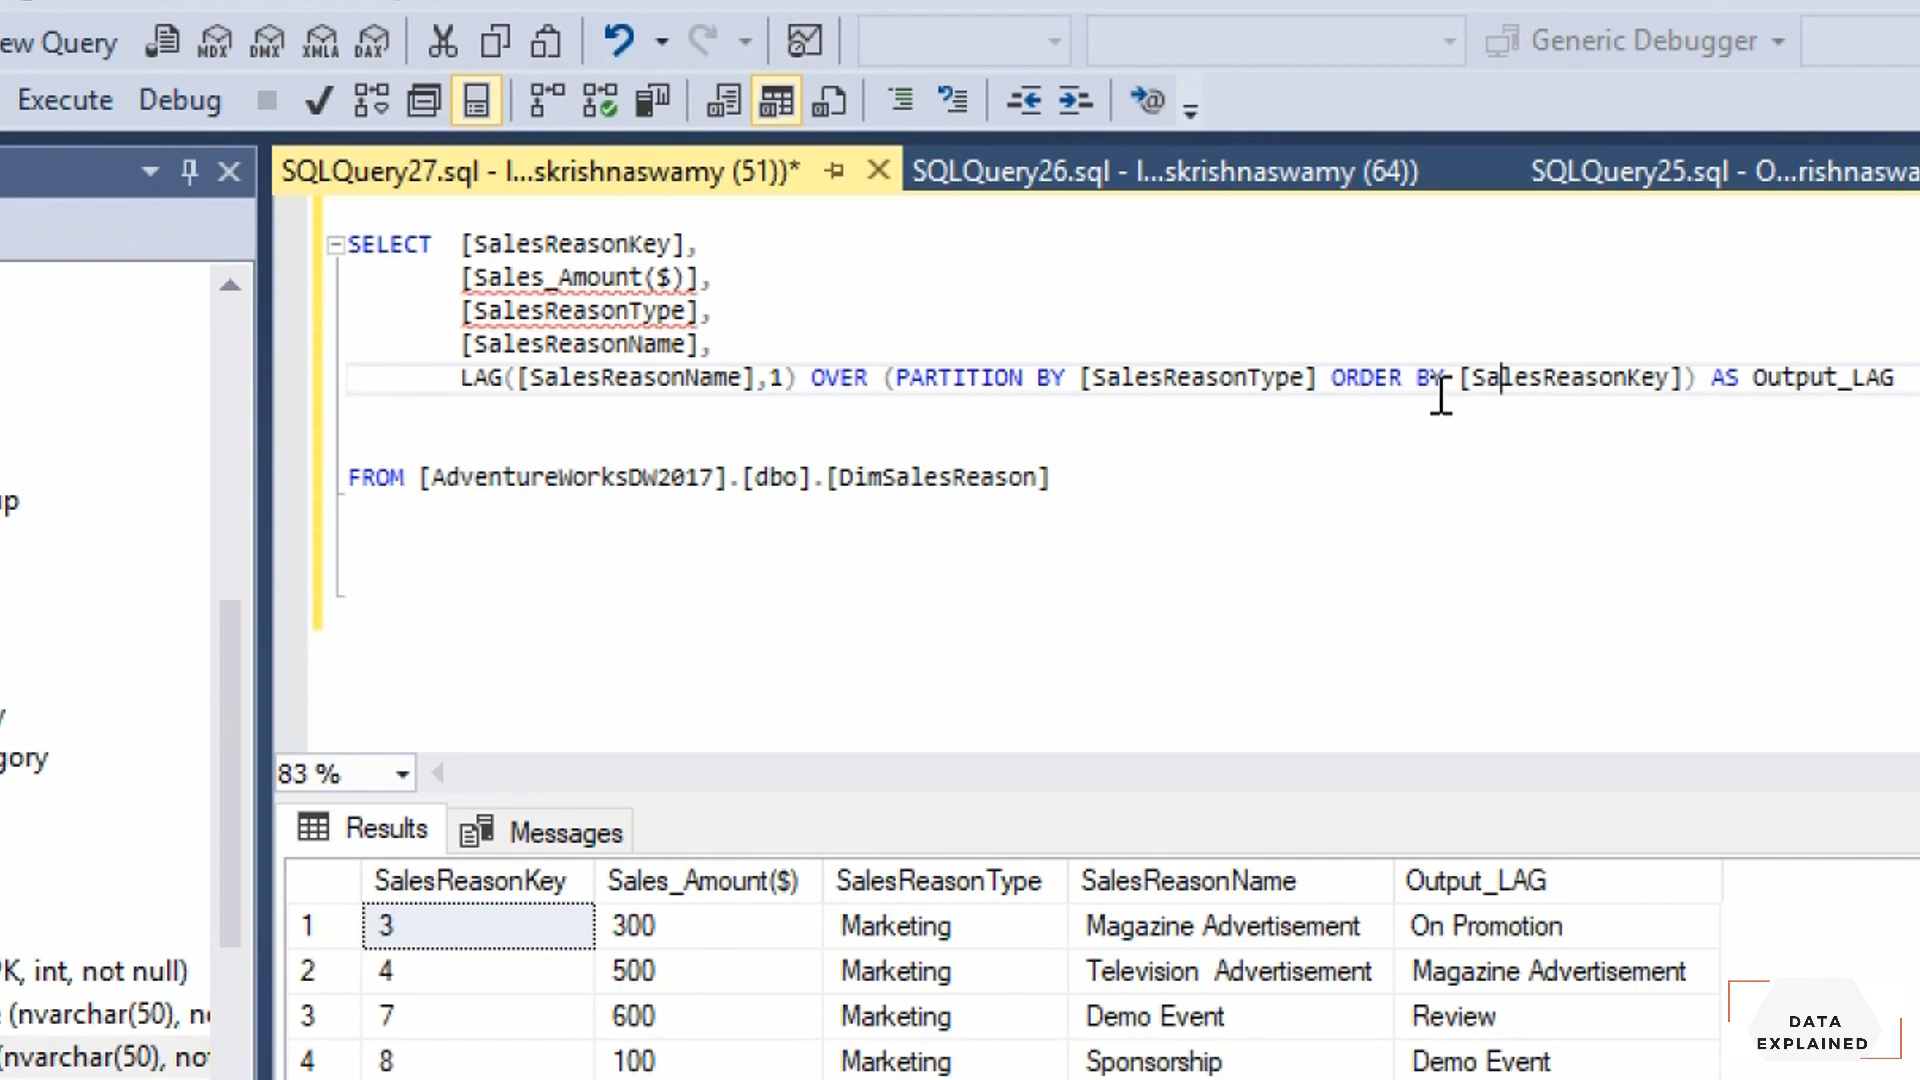 ew Query
MDX DMX XMLA DAX
Generic Debugger
Execute Debug
SQLQuery27.sql - l...skrishnaswamy (51))* SQLQuery26.sql - l...skrishnaswamy (64)) SQLQuery25.sql - O...rishnaswa
SELECT [SalesReasonKey],
[Sales_Amount($)],
[SalesReasonType],
[SalesReasonName],
LAG([SalesReasonName],1) OVER (PARTITION BY [SalesReasonType] ORDER BY [SalesReasonKey]) AS Output_LAG
FROM [AdventureWorksDW2017].[dbo].[DimSalesReason]
up
y
gory
PK, int, not null)
(nvarchar(50), no
(nvarchar(50), not
83 %
Results Messages
SalesReasonKey Sales_Amount($) SalesReasonType SalesReasonName Output_LAG
1 3 300 Marketing Magazine Advertisement On Promotion
2 4 500 Marketing Television Advertisement Magazine Advertisement
3 7 600 Marketing Demo Event Review
4 8 100 Marketing Sponsorship Demo Event
DATA
EXPLAINED